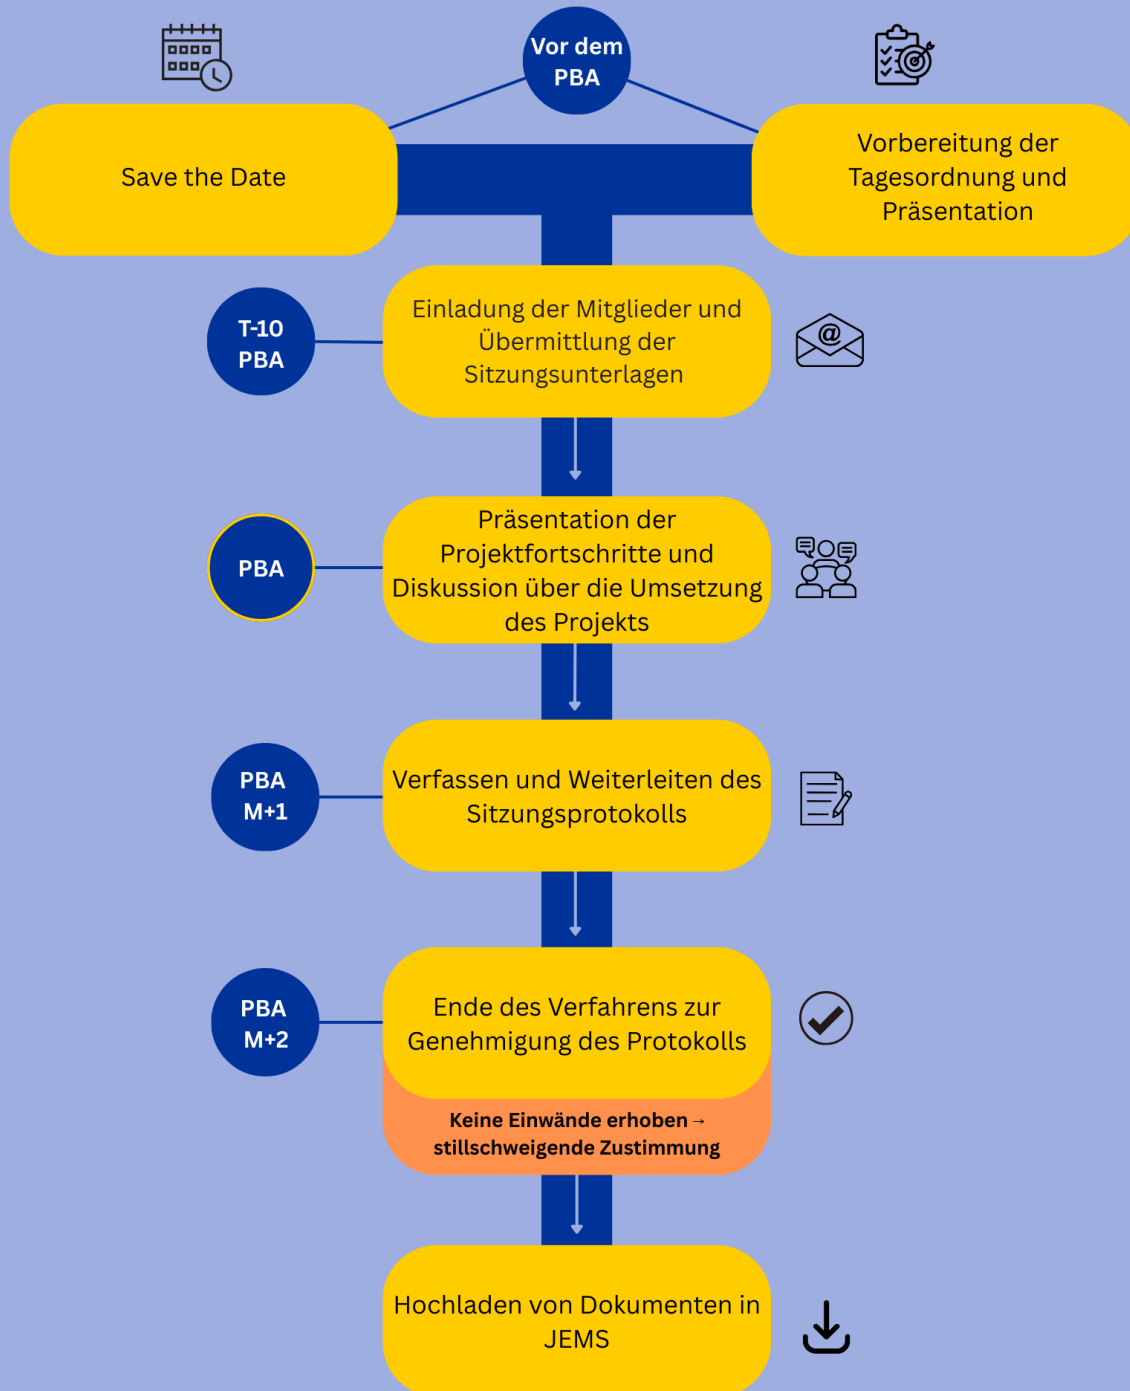 Vor dem
PBA
Save the Date
Vorbereitung der
Tagesordnung und
Präsentation
T-10
PBA
Einladung der Mitglieder und
Übermittlung der
Sitzungsunterlagen
@
PBA
Präsentation der
Projektfortschritte und
Diskussion über die Umsetzung
des Projekts
PBA
M+1
Verfassen und Weiterleiten des
Sitzungsprotokolls
PBA
M+2
Ende des Verfahrens zur
Genehmigung des Protokolls
Keine Einwände erhoben→
stillschweigende Zustimmung
Hochladen von Dokumenten in
JEMS